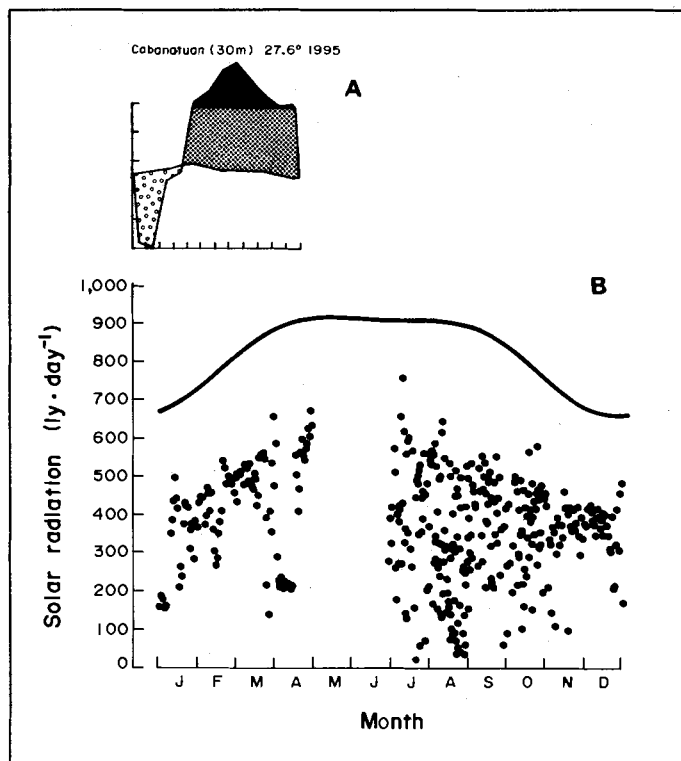 Cabanatuan (30m) 27.6° 1995
A
B
Solar radiation (ly · day⁻¹)
1,000
900
800
700
600
500
400
300
200
100
0
J F M A M J J A S O N D
Month